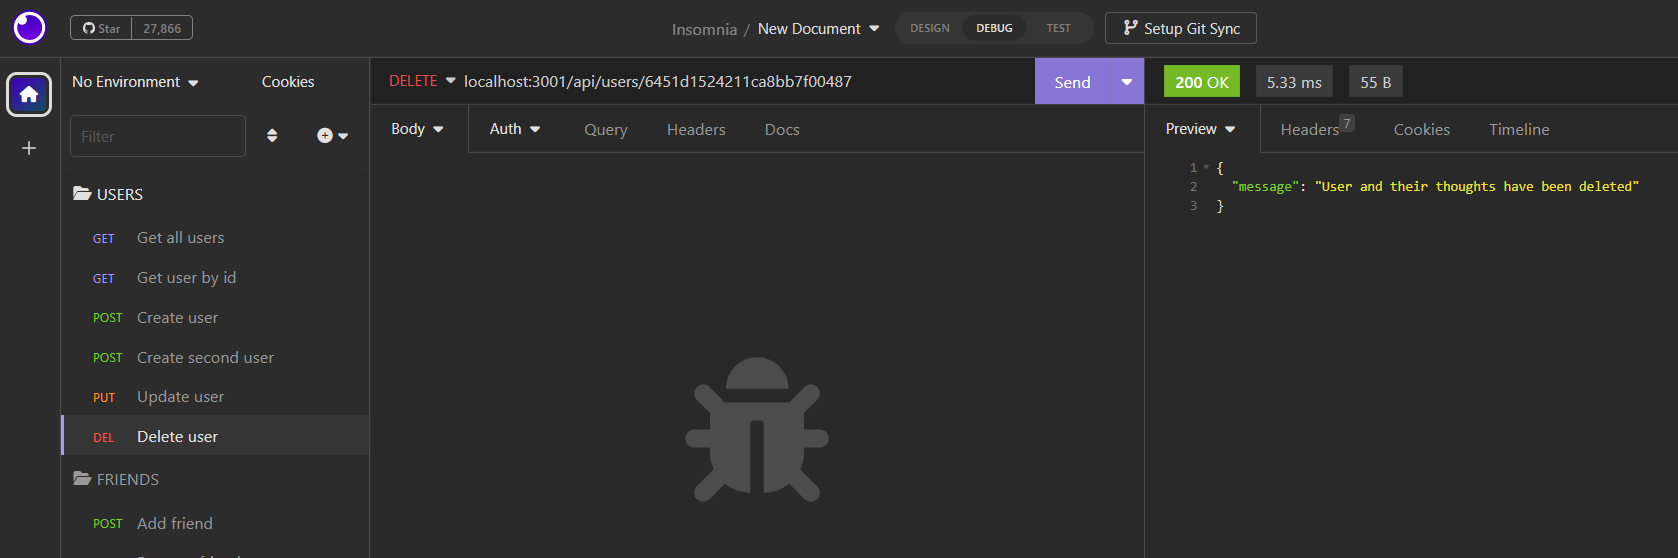 Star 27,866 Insomnia / New Document DESIGN DEBUG TEST Setup Git Sync
No Environment Cookies
Filter
USERS
GET Get all users
GET Get user by id
POST Create user
POST Create second user
PUT Update user
DEL Delete user
FRIENDS
POST Add friend
DELETE localhost:3001/api/users/6451d1524211ca8bb7f00487 Send
Body Auth Query Headers Docs
200 OK 5.33 ms 55 B
Preview Headers 7 Cookies Timeline
1 {
2 "message": "User and their thoughts have been deleted"
3 }